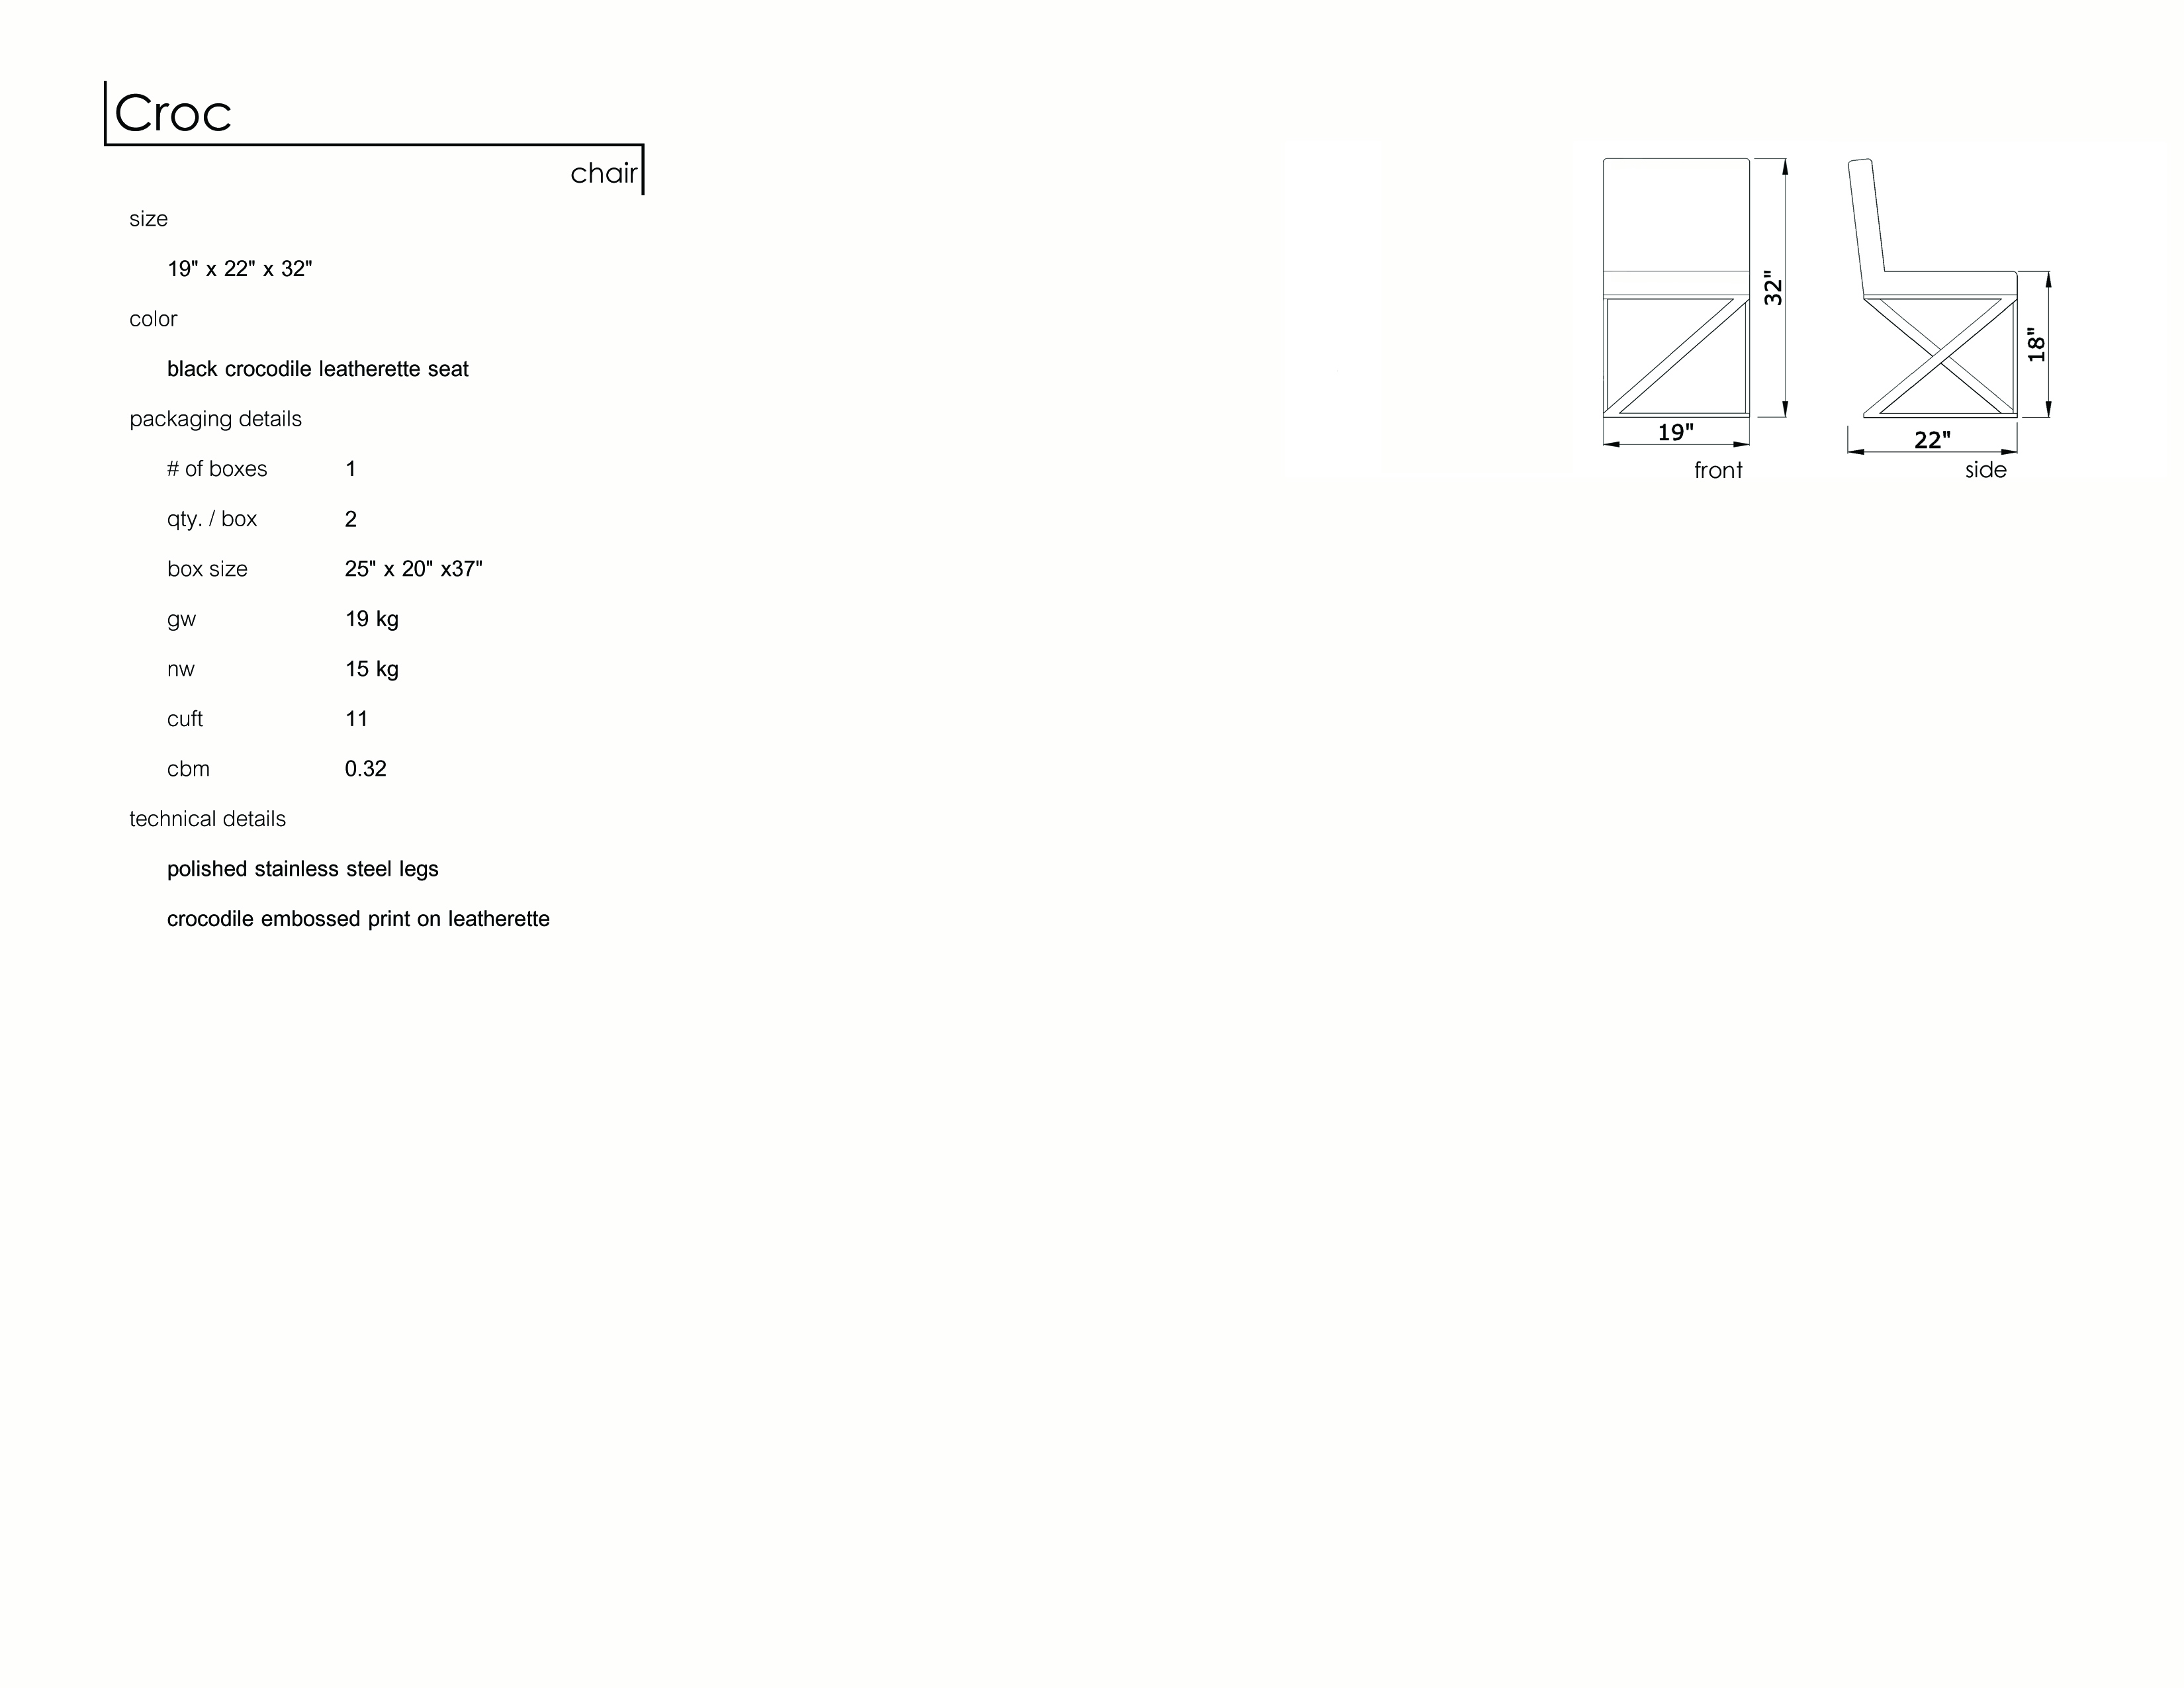 Croc
chair
size
19" x 22" x 32"
color
black crocodile leatherette seat
packaging details
# of boxes 1
qty. / box 2
box size 25" x 20" x37"
gw 19 kg
nw 15 kg
cuft 11
cbm 0.32
technical details
polished stainless steel legs
crocodile embossed print on leatherette
32"
19"
front
18"
22"
side